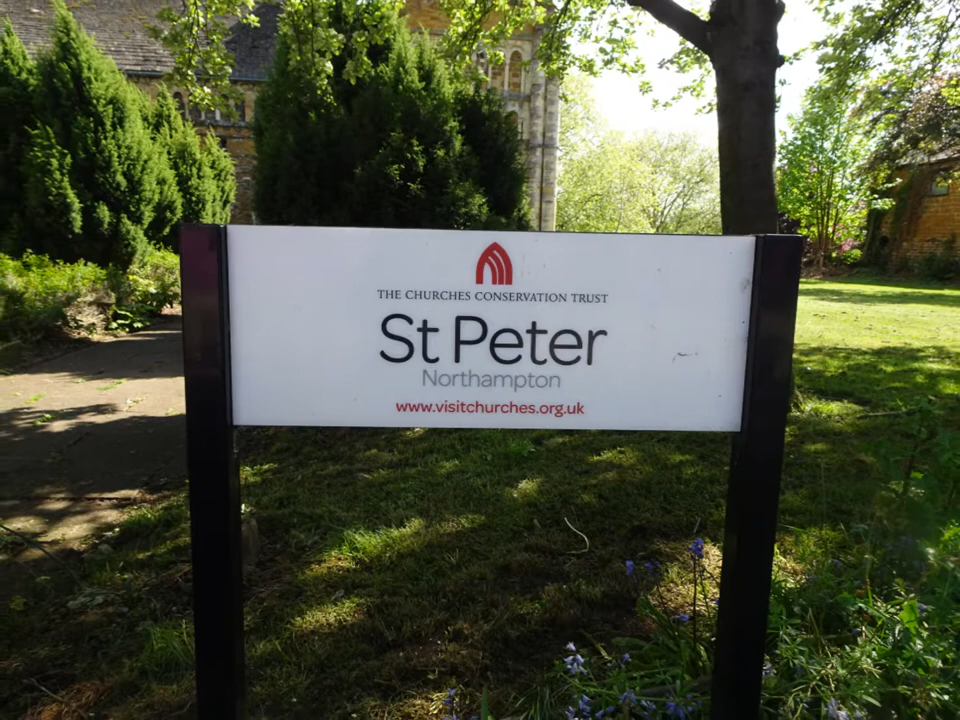 THE CHURCHES CONSERVATION TRUST
St Peter
Northampton
www.visitchurches.org.uk